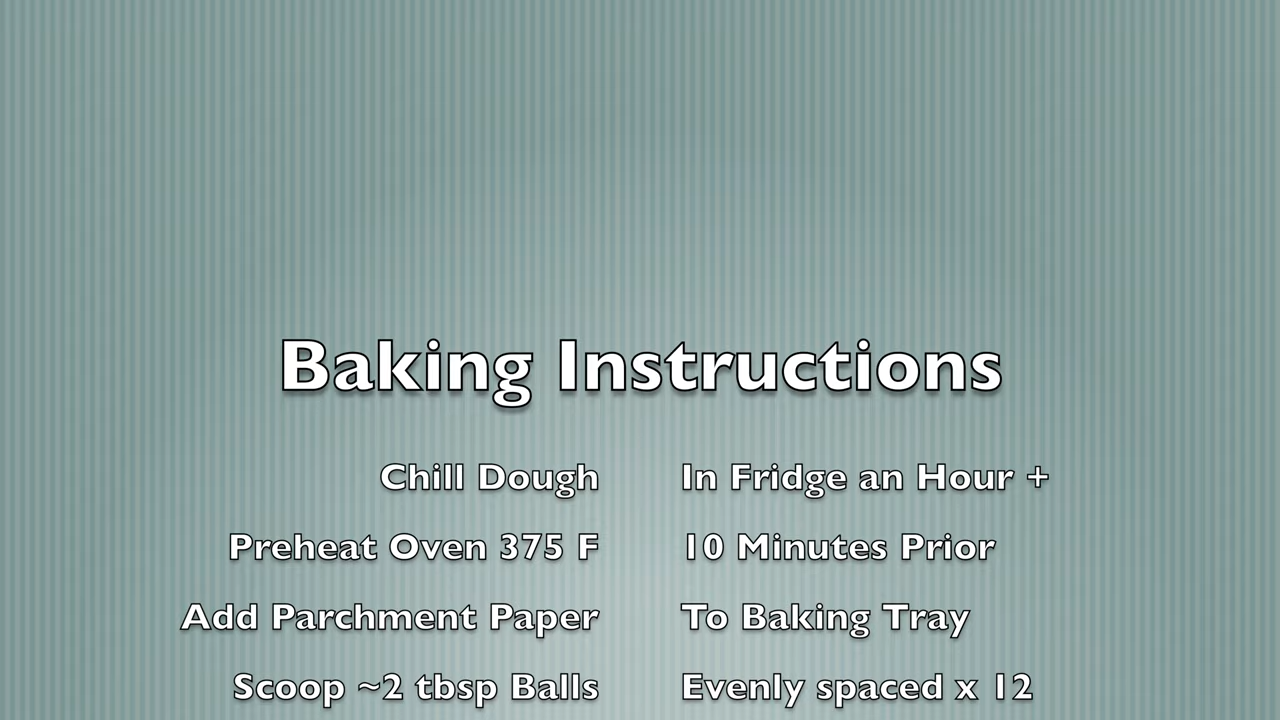 Baking Instructions
Chill Dough In Fridge an Hour +
Preheat Oven 375 F 10 Minutes Prior
Add Parchment Paper To Baking Tray
Scoop ~2 tbsp Balls Evenly spaced x 12